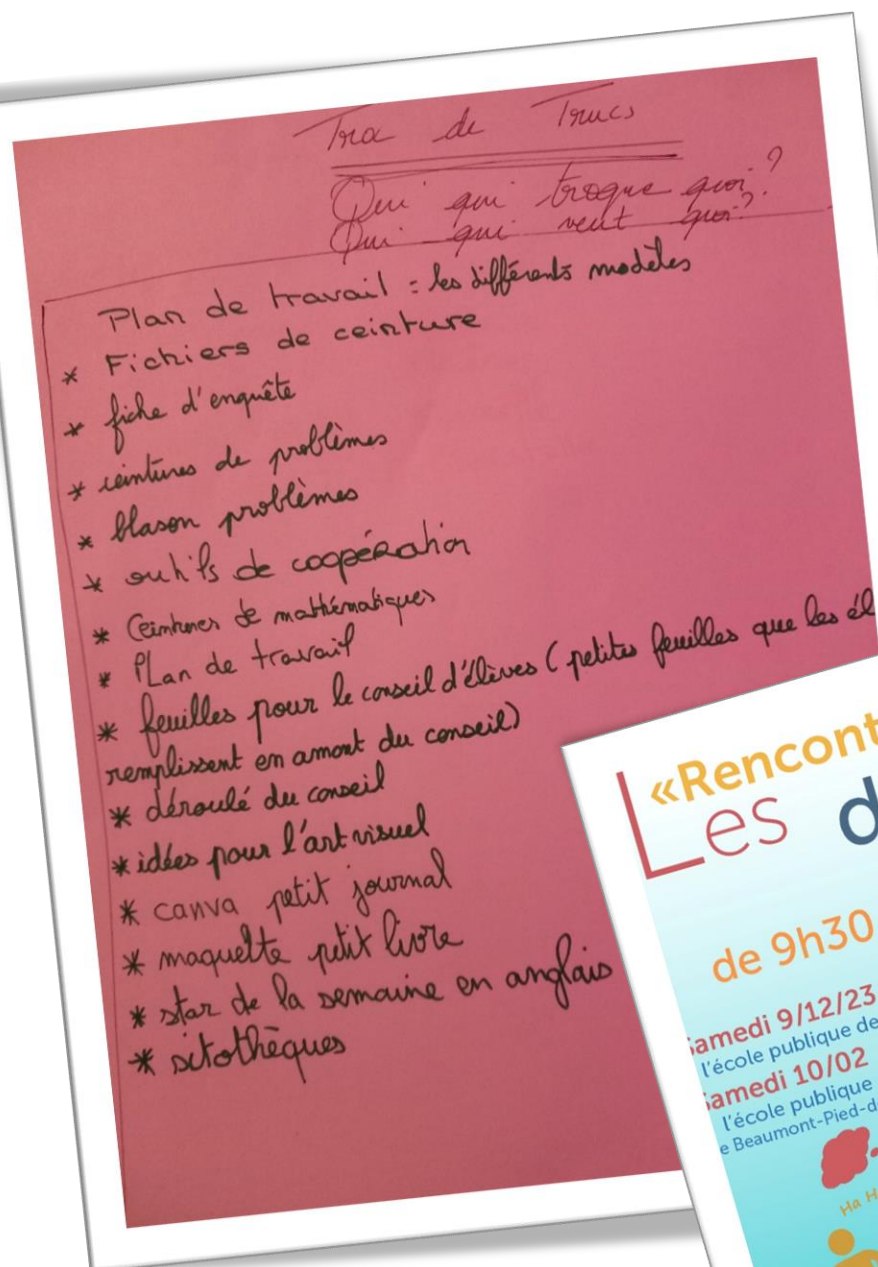 Troc de Trucs
Qui qui troque quoi ?
Qui qui veut quoi ?
Plan de travail : les différents modèles
* Fichiers de ceinture
* fiche d'enquête
* ceintures de problèmes
* blason problèmes
* outils de coopération
* Ceintures de mathématiques
* PLan de travail
* feuilles pour le conseil d'élèves ( petites feuilles que les él
remplissent en amont du conseil)
* déroulé du conseil
* idées pour l'art visuel
* canva petit journal
* maquette petit livre
* star de la semaine en anglais
* sitothèques
«Rencont
Les d
de 9h30
Samedi 9/12/23
l'école publique de
Samedi 10/02
l'école publique
e Beaumont-Pied-d
Ha H